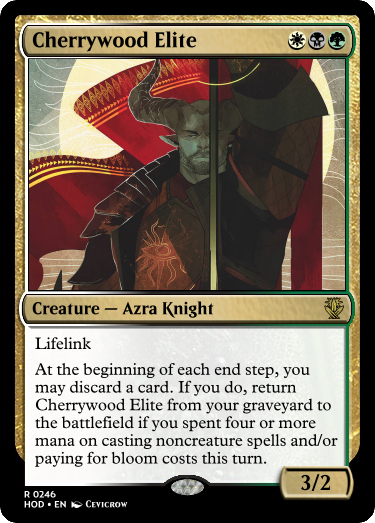 Cherrywood Elite
Creature — Azra Knight
Lifelink
At the beginning of each end step, you
may discard a card. If you do, return
Cherrywood Elite from your graveyard to
the battlefield if you spent four or more
mana on casting noncreature spells and/or
paying for bloom costs this turn.
3/2
R 0246
HOD • EN Cevicrow